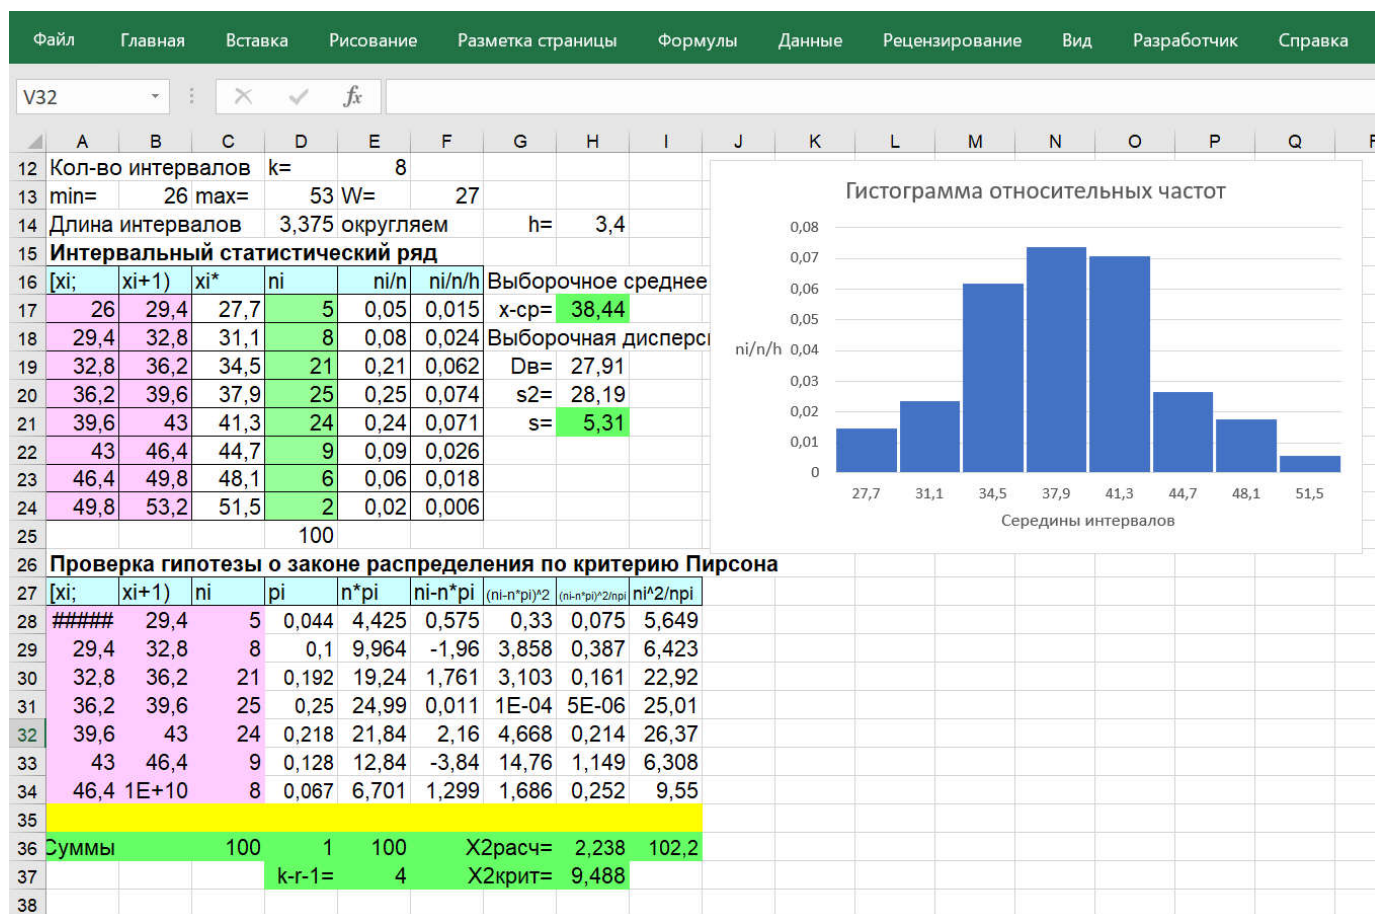 Файл Главная Вставка Рисование Разметка страницы Формулы Данные Рецензирование Вид Разработчик Справка
V32 fx
A B C D E F G H I J K L M N O P Q
12 Кол-во интервалов k= 8
13 min= 26 max= 53 W= 27
14 Длина интервалов 3,375 округляем h= 3,4
15 Интервальный статистический ряд
16 [xi; xi+1) xi* ni ni/n ni/n/h Выборочное среднее
17 26 29,4 27,7 5 0,05 0,015 x-ср= 38,44
18 29,4 32,8 31,1 8 0,08 0,024 Выборочная дисперс
19 32,8 36,2 34,5 21 0,21 0,062 Dв= 27,91
20 36,2 39,6 37,9 25 0,25 0,074 s2= 28,19
21 39,6 43 41,3 24 0,24 0,071 s= 5,31
22 43 46,4 44,7 9 0,09 0,026
23 46,4 49,8 48,1 6 0,06 0,018
24 49,8 53,2 51,5 2 0,02 0,006
25 100
Гистограмма относительных частот
0,08
0,07
0,06
0,05
ni/n/h 0,04
0,03
0,02
0,01
0
27,7 31,1 34,5 37,9 41,3 44,7 48,1 51,5
Середины интервалов
26 Проверка гипотезы о законе распределения по критерию Пирсона
27 [xi; xi+1) ni pi n*pi ni-n*pi (ni-n*pi)^2 (ni-n*pi)^2/npi ni^2/npi
28 ##### 29,4 5 0,044 4,425 0,575 0,33 0,075 5,649
29 29,4 32,8 8 0,1 9,964 -1,96 3,858 0,387 6,423
30 32,8 36,2 21 0,192 19,24 1,761 3,103 0,161 22,92
31 36,2 39,6 25 0,25 24,99 0,011 1E-04 5E-06 25,01
32 39,6 43 24 0,218 21,84 2,16 4,668 0,214 26,37
33 43 46,4 9 0,128 12,84 -3,84 14,76 1,149 6,308
34 46,4 1E+10 8 0,067 6,701 1,299 1,686 0,252 9,55
35
36 Суммы 100 1 100 X2расч= 2,238 102,2
37 k-r-1= 4 X2крит= 9,488
38